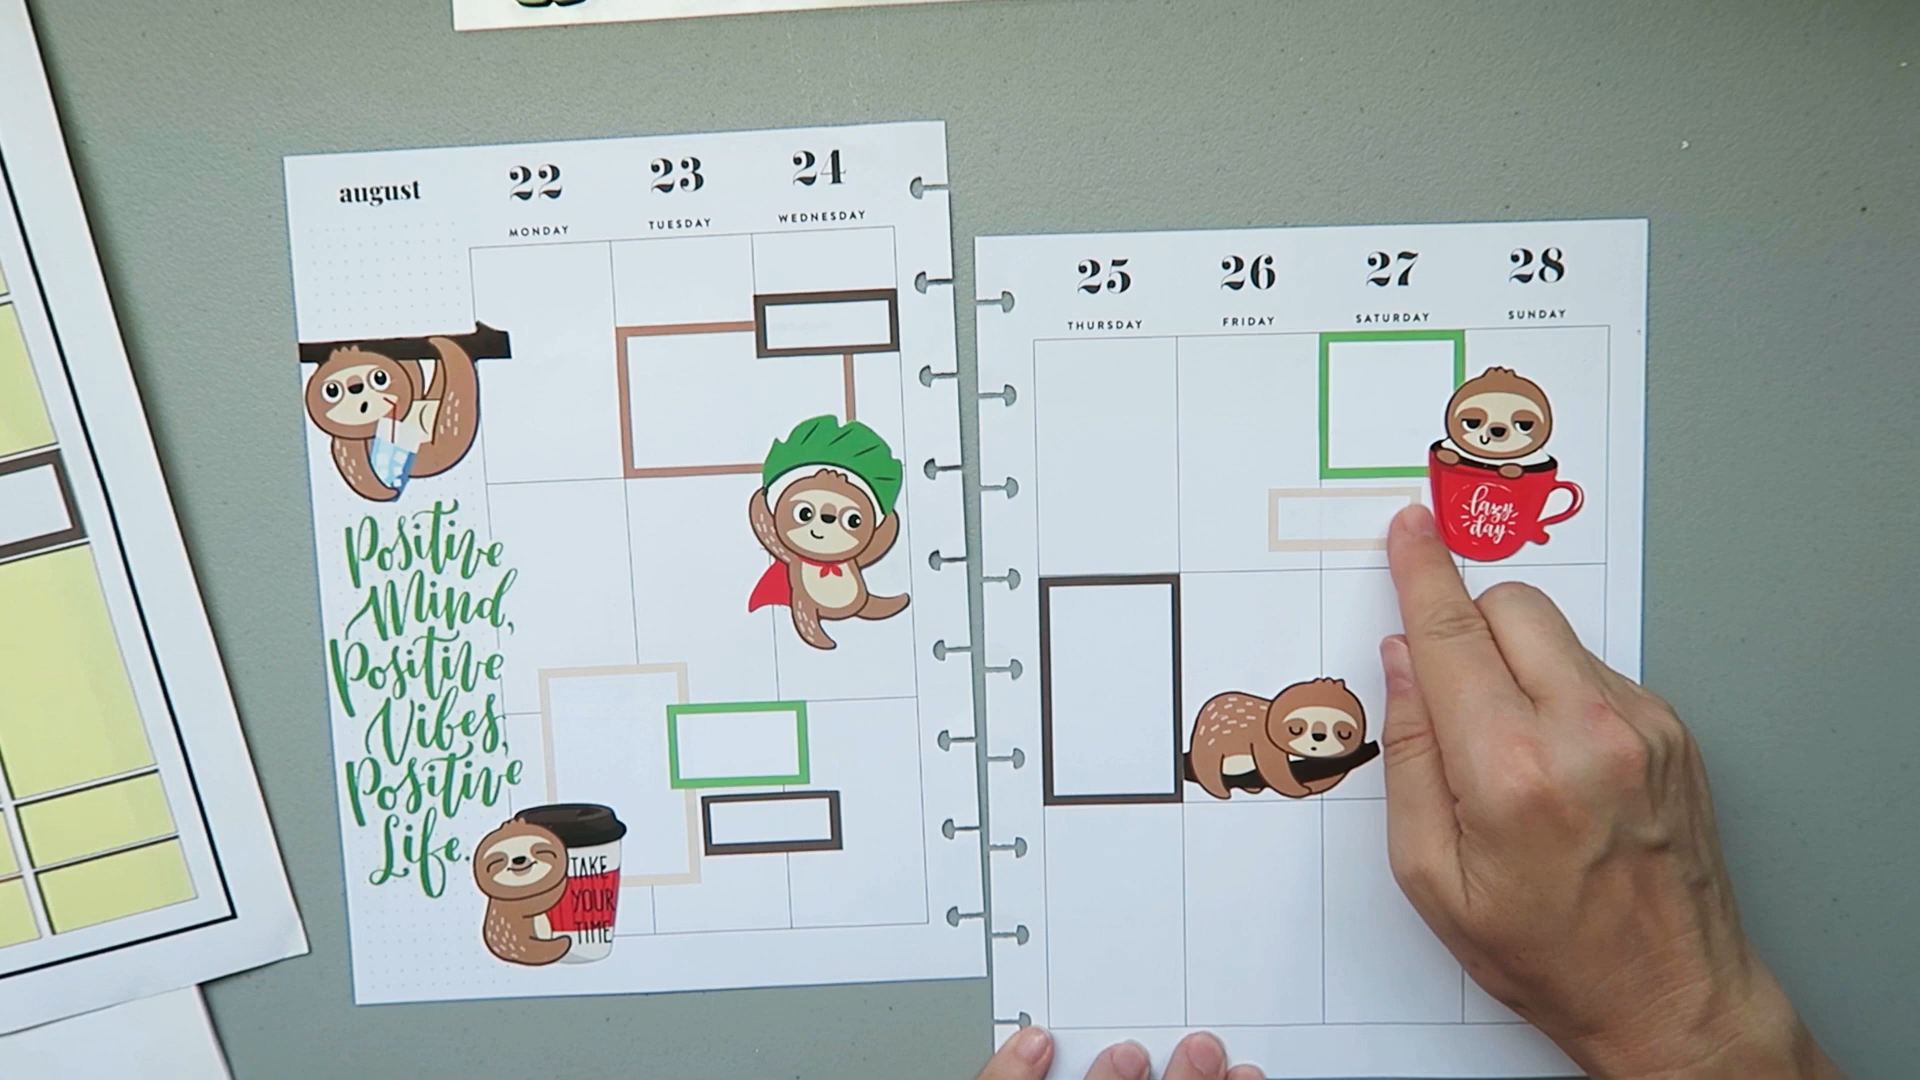 august
22
MONDAY
23
TUESDAY
24
WEDNESDAY
Positive
Mind,
Positive
Vibes,
Positive
Life.
TAKE
YOUR
TIME
25
THURSDAY
26
FRIDAY
27
SATURDAY
28
SUNDAY
lazy
day